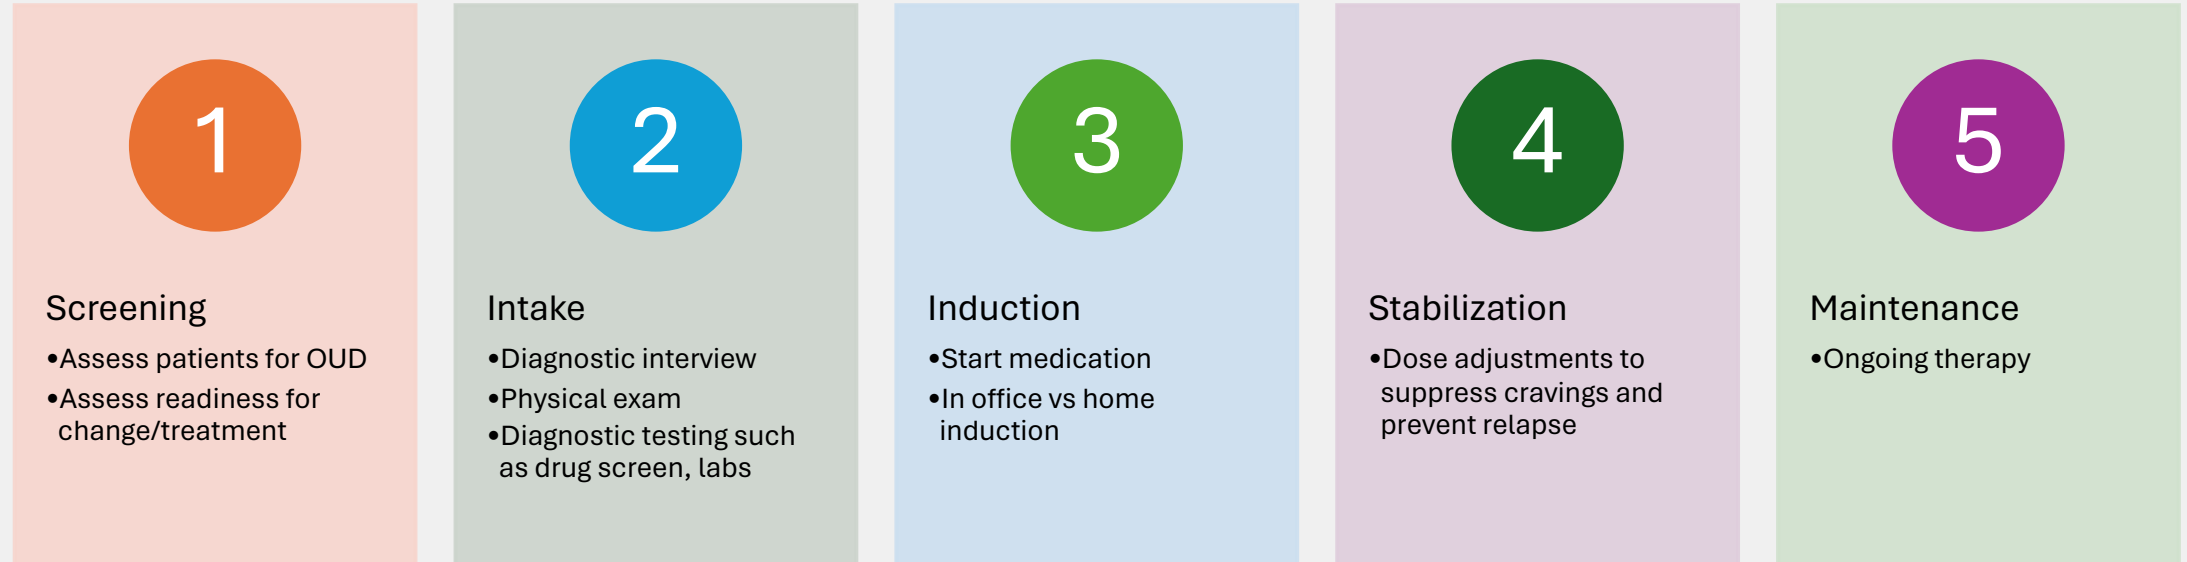 1
Screening
•Assess patients for OUD
•Assess readiness for
change/treatment
2
Intake
•Diagnostic interview
•Physical exam
•Diagnostic testing such
as drug screen, labs
3
Induction
•Start medication
•In office vs home
induction
4
Stabilization
•Dose adjustments to
suppress cravings and
prevent relapse
5
Maintenance
•Ongoing therapy